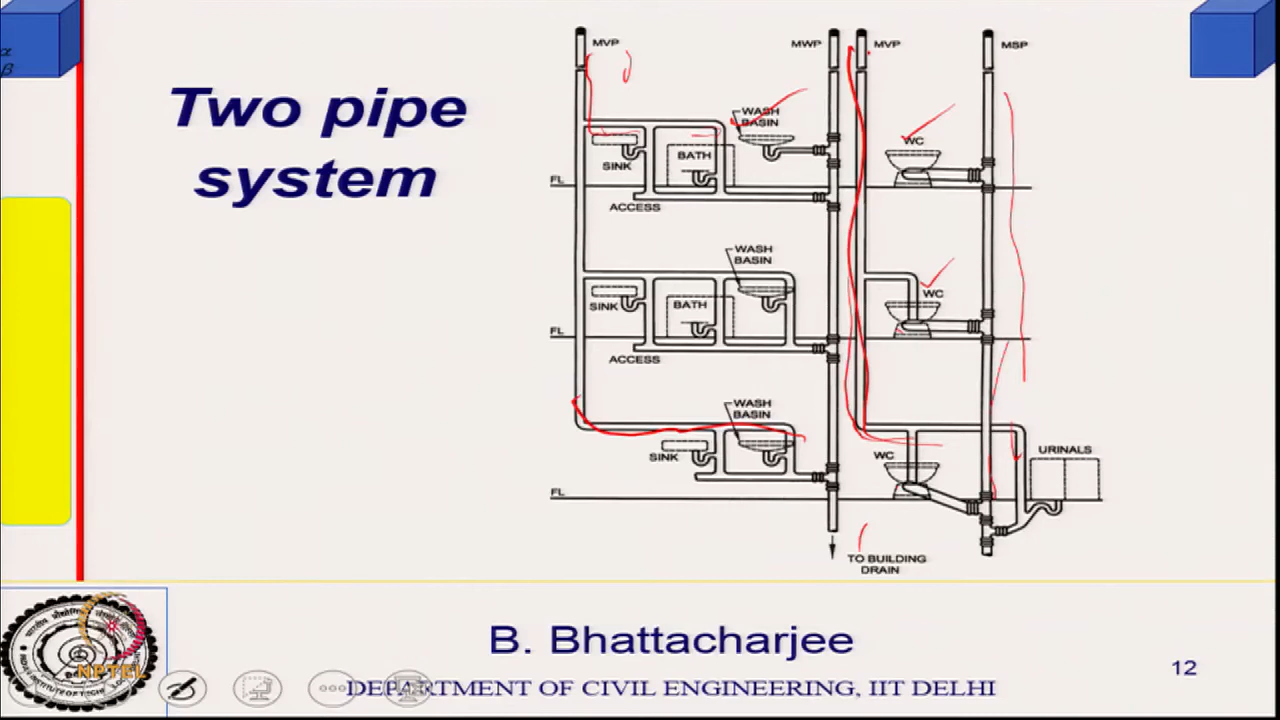 α
β
Two pipe
system
MVP
MWP
MVP
MSP
WASH
BASIN
WC
SINK
BATH
FL
ACCESS
WASH
BASIN
WC
SINK
BATH
FL
ACCESS
WASH
BASIN
SINK
WC
URINALS
FL
TO BUILDING
DRAIN
B. Bhattacharjee
12
NPTEL
DEPARTMENT OF CIVIL ENGINEERING, IIT DELHI